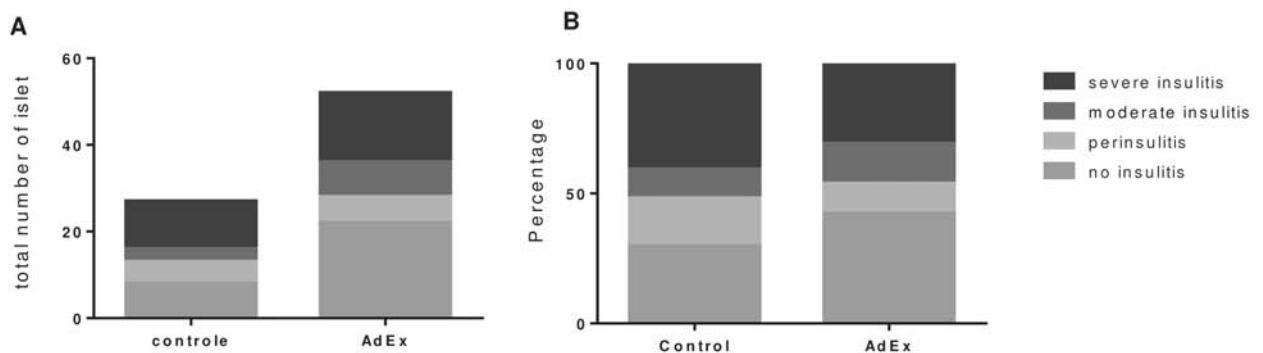 A
total number of islet
60
40
20
0
controle
AdEx
B
Percentage
100
50
0
Control
AdEx
severe insulitis
moderate insulitis
perinsulitis
no insulitis